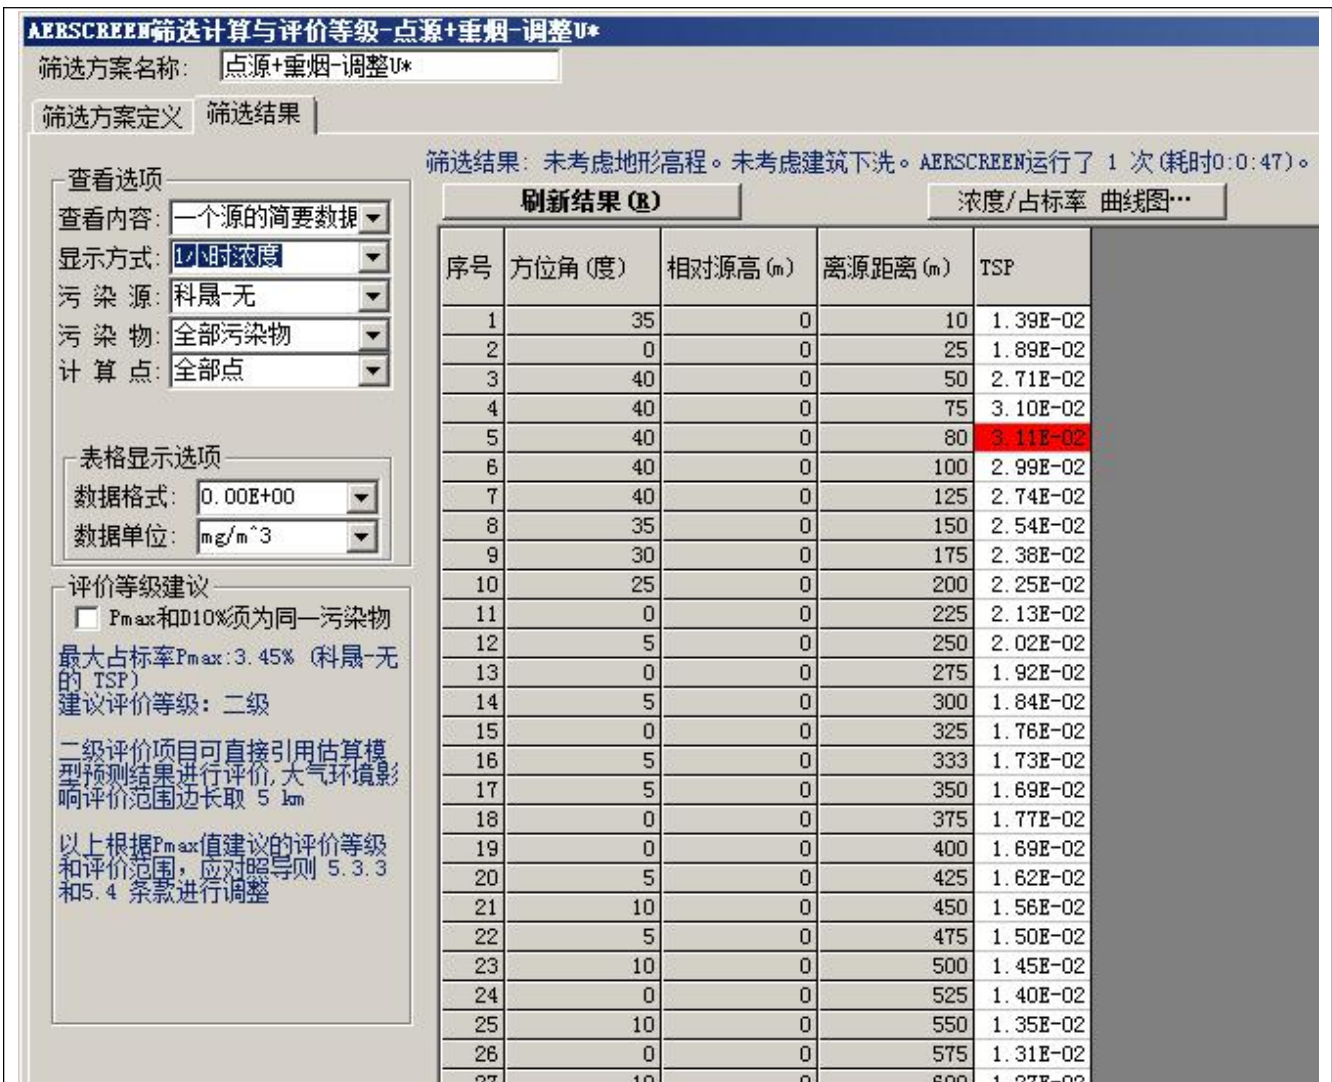 AERSCREEN筛选计算与评价等级-点源+重烟-调整U*
筛选方案名称: 点源+重烟-调整U*
筛选方案定义 筛选结果
筛选结果: 未考虑地形高程。未考虑建筑下洗。AERSCREEN运行了 1 次(耗时0:0:47)。
刷新结果(R) 浓度/占标率 曲线图…
查看选项
查看内容: 一个源的简要数据
显示方式: 1小时浓度
污 染 源: 科晟-无
污 染 物: 全部污染物
计 算 点: 全部点
表格显示选项
数据格式: 0.00E+00
数据单位: mg/m^3
评价等级建议
Pmax和D10%须为同一污染物
最大占标率Pmax:3.45% (科晟-无
的 TSP)
建议评价等级: 二级
二级评价项目可直接引用估算模
型预测结果进行评价,大气环境影
响评价范围边长取 5 km
以上根据Pmax值建议的评价等级
和评价范围,应对照导则 5.3.3
和5.4 条款进行调整
序号 方位角(度) 相对源高(m) 离源距离(m) TSP
1 35 0 10 1.39E-02
2 0 0 25 1.89E-02
3 40 0 50 2.71E-02
4 40 0 75 3.10E-02
5 40 0 80 3.11E-02
6 40 0 100 2.99E-02
7 40 0 125 2.74E-02
8 35 0 150 2.54E-02
9 30 0 175 2.38E-02
10 25 0 200 2.25E-02
11 0 0 225 2.13E-02
12 5 0 250 2.02E-02
13 0 0 275 1.92E-02
14 5 0 300 1.84E-02
15 0 0 325 1.76E-02
16 5 0 333 1.73E-02
17 5 0 350 1.69E-02
18 0 0 375 1.77E-02
19 0 0 400 1.69E-02
20 5 0 425 1.62E-02
21 10 0 450 1.56E-02
22 5 0 475 1.50E-02
23 10 0 500 1.45E-02
24 0 0 525 1.40E-02
25 10 0 550 1.35E-02
26 0 0 575 1.31E-02
27 10 0 600 1.27E-02